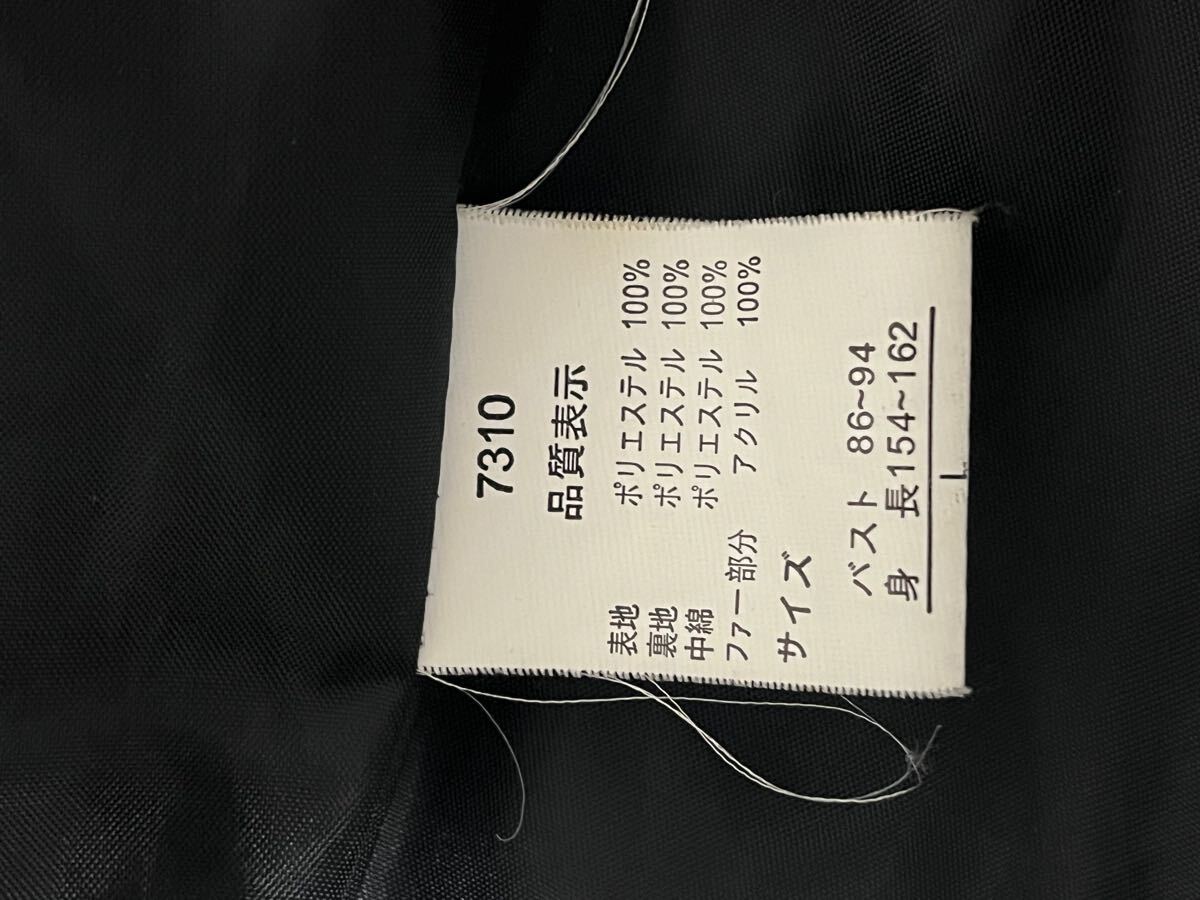 7310
品質表示
表地 ポリエステル 100%
裏地 ポリエステル 100%
中綿 ポリエステル 100%
ファー部分 アクリル 100%
サイズ
バスト 86~94
身 長154~162
L